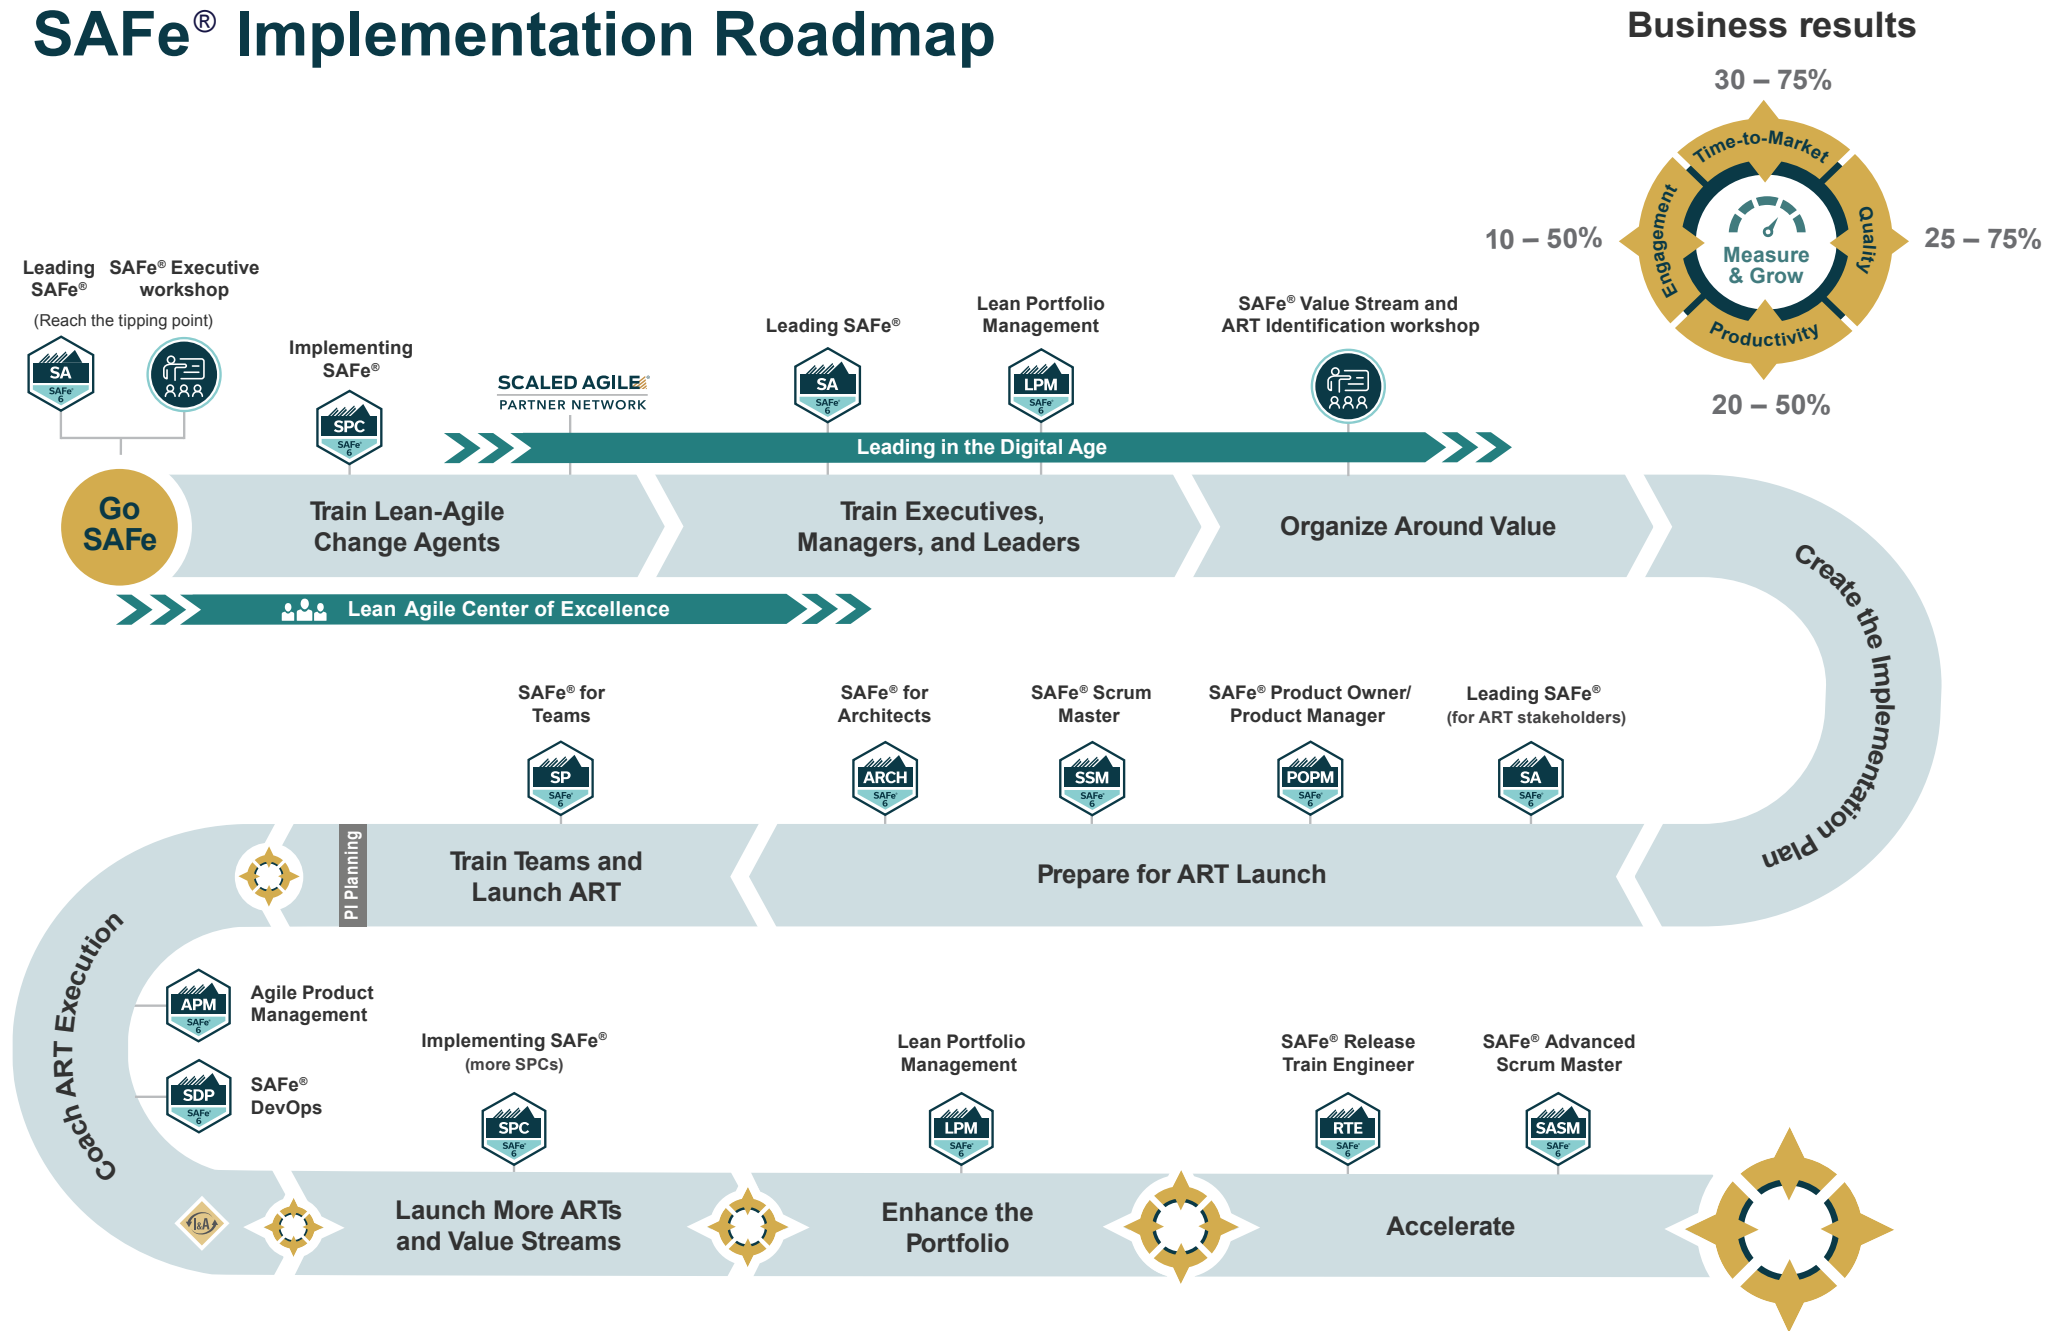 SAFe® Implementation Roadmap
Business results
30 – 75%
10 – 50%
25 – 75%
20 – 50%
Time-to-Market
Engagement
Quality
Productivity
Measure
& Grow
Leading
SAFe®
SAFe® Executive
workshop
(Reach the tipping point)
SA
SAFe®
6
Implementing
SAFe®
SPC
SAFe®
6
SCALED AGILE®
PARTNER NETWORK
Leading SAFe®
SA
SAFe®
6
Lean Portfolio
Management
LPM
SAFe®
6
SAFe® Value Stream and
ART Identification workshop
Leading in the Digital Age
Go
SAFe
Train Lean-Agile
Change Agents
Train Executives,
Managers, and Leaders
Organize Around Value
Create the Implementation Plan
Lean Agile Center of Excellence
SAFe® for
Teams
SP
SAFe®
6
SAFe® for
Architects
ARCH
SAFe®
6
SAFe® Scrum
Master
SSM
SAFe®
6
SAFe® Product Owner/
Product Manager
POPM
SAFe®
6
Leading SAFe®
(for ART stakeholders)
SA
SAFe®
6
PI Planning
Train Teams and
Launch ART
Prepare for ART Launch
Coach ART Execution
APM
SAFe®
6
Agile Product
Management
SDP
SAFe®
6
SAFe®
DevOps
Implementing SAFe®
(more SPCs)
SPC
SAFe®
6
Lean Portfolio
Management
LPM
SAFe®
6
SAFe® Release
Train Engineer
RTE
SAFe®
6
SAFe® Advanced
Scrum Master
SASM
SAFe®
6
I&A
Launch More ARTs
and Value Streams
Enhance the
Portfolio
Accelerate